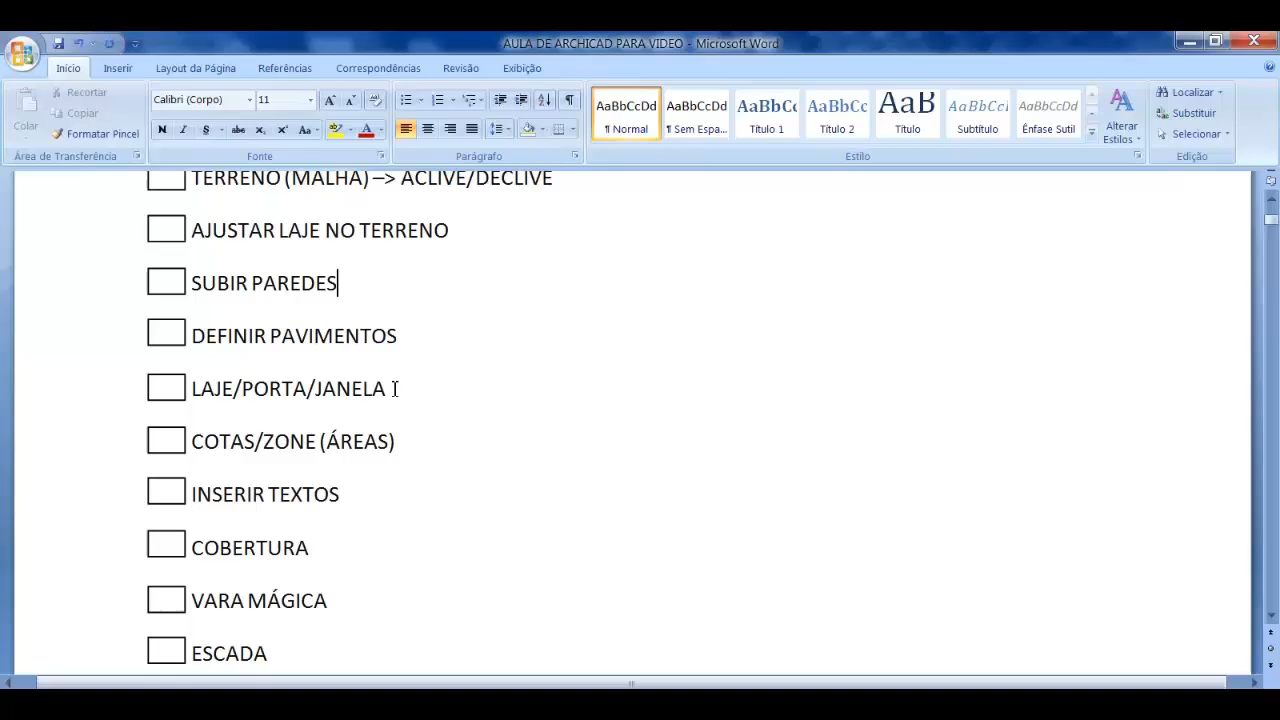 AULA DE ARCHICAD PARA VIDEO - Microsoft Word
Início Inserir Layout da Página Referências Correspondências Revisão Exibição
Colar
Recortar
Copiar
Formatar Pincel
Área de Transferência
Calibri (Corpo) 11
N I S abc x₂ x² Aa
Fonte
Parágrafo
AaBbCcDd AaBbCcDd AaBbCc AaBbCc AaB AaBbCcI AaBbCcDd
¶ Normal ¶ Sem Espa... Título 1 Título 2 Título Subtítulo Ênfase Sutil
Estilo
Alterar
Estilos
Localizar
Substituir
Selecionar
Edição
TERRENO (MALHA) –> ACLIVE/DECLIVE
AJUSTAR LAJE NO TERRENO
SUBIR PAREDES
DEFINIR PAVIMENTOS
LAJE/PORTA/JANELA
COTAS/ZONE (ÁREAS)
INSERIR TEXTOS
COBERTURA
VARA MÁGICA
ESCADA